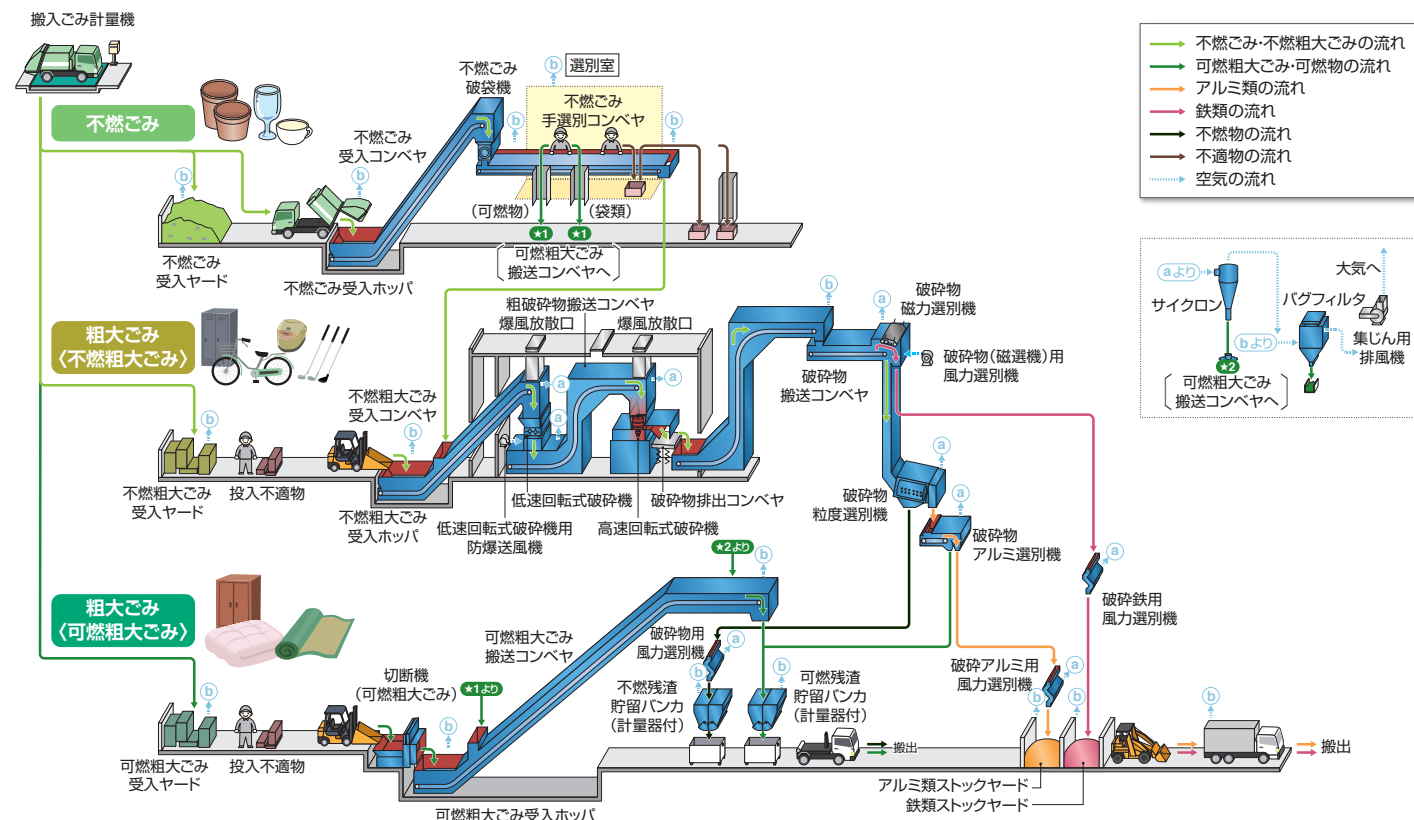 搬入ごみ計量機
不燃ごみ・不燃粗大ごみの流れ
可燃粗大ごみ・可燃物の流れ
アルミ類の流れ
鉄類の流れ
不燃物の流れ
不適物の流れ
空気の流れ
不燃ごみ
不燃ごみ
受入ヤード
b
不燃ごみ
受入コンベヤ
b
不燃ごみ受入ホッパ
不燃ごみ
破袋機
b
選別室
不燃ごみ
手選別コンベヤ
b
b
(可燃物)
(袋類)
★1
★1
可燃粗大ごみ
搬送コンベヤへ
aより
サイクロン
★2
可燃粗大ごみ
搬送コンベヤへ
bより
バグフィルタ
大気へ
集じん用
排風機
粗大ごみ
〈不燃粗大ごみ〉
b
不燃粗大ごみ
受入ヤード
投入不適物
不燃粗大ごみ
受入コンベヤ
b
不燃粗大ごみ
受入ホッパ
粗破砕物搬送コンベヤ
爆風放散口
爆風放散口
a
a
a
低速回転式破砕機
低速回転式破砕機用
防爆送風機
高速回転式破砕機
破砕物排出コンベヤ
b
破砕物
搬送コンベヤ
a
破砕物
磁力選別機
破砕物(磁選機)用
風力選別機
破砕物
粒度選別機
a
a
破砕物
アルミ選別機
a
破砕鉄用
風力選別機
粗大ごみ
〈可燃粗大ごみ〉
b
可燃粗大ごみ
受入ヤード
投入不適物
切断機
(可燃粗大ごみ)
★1より
b
可燃粗大ごみ
搬送コンベヤ
可燃粗大ごみ受入ホッパ
★2より
b
破砕物用
風力選別機
a
b
不燃残渣
貯留バンカ
(計量器付)
b
可燃残渣
貯留バンカ
(計量器付)
搬出
破砕アルミ用
風力選別機
a
b
b
アルミ類ストックヤード
鉄類ストックヤード
b
搬出